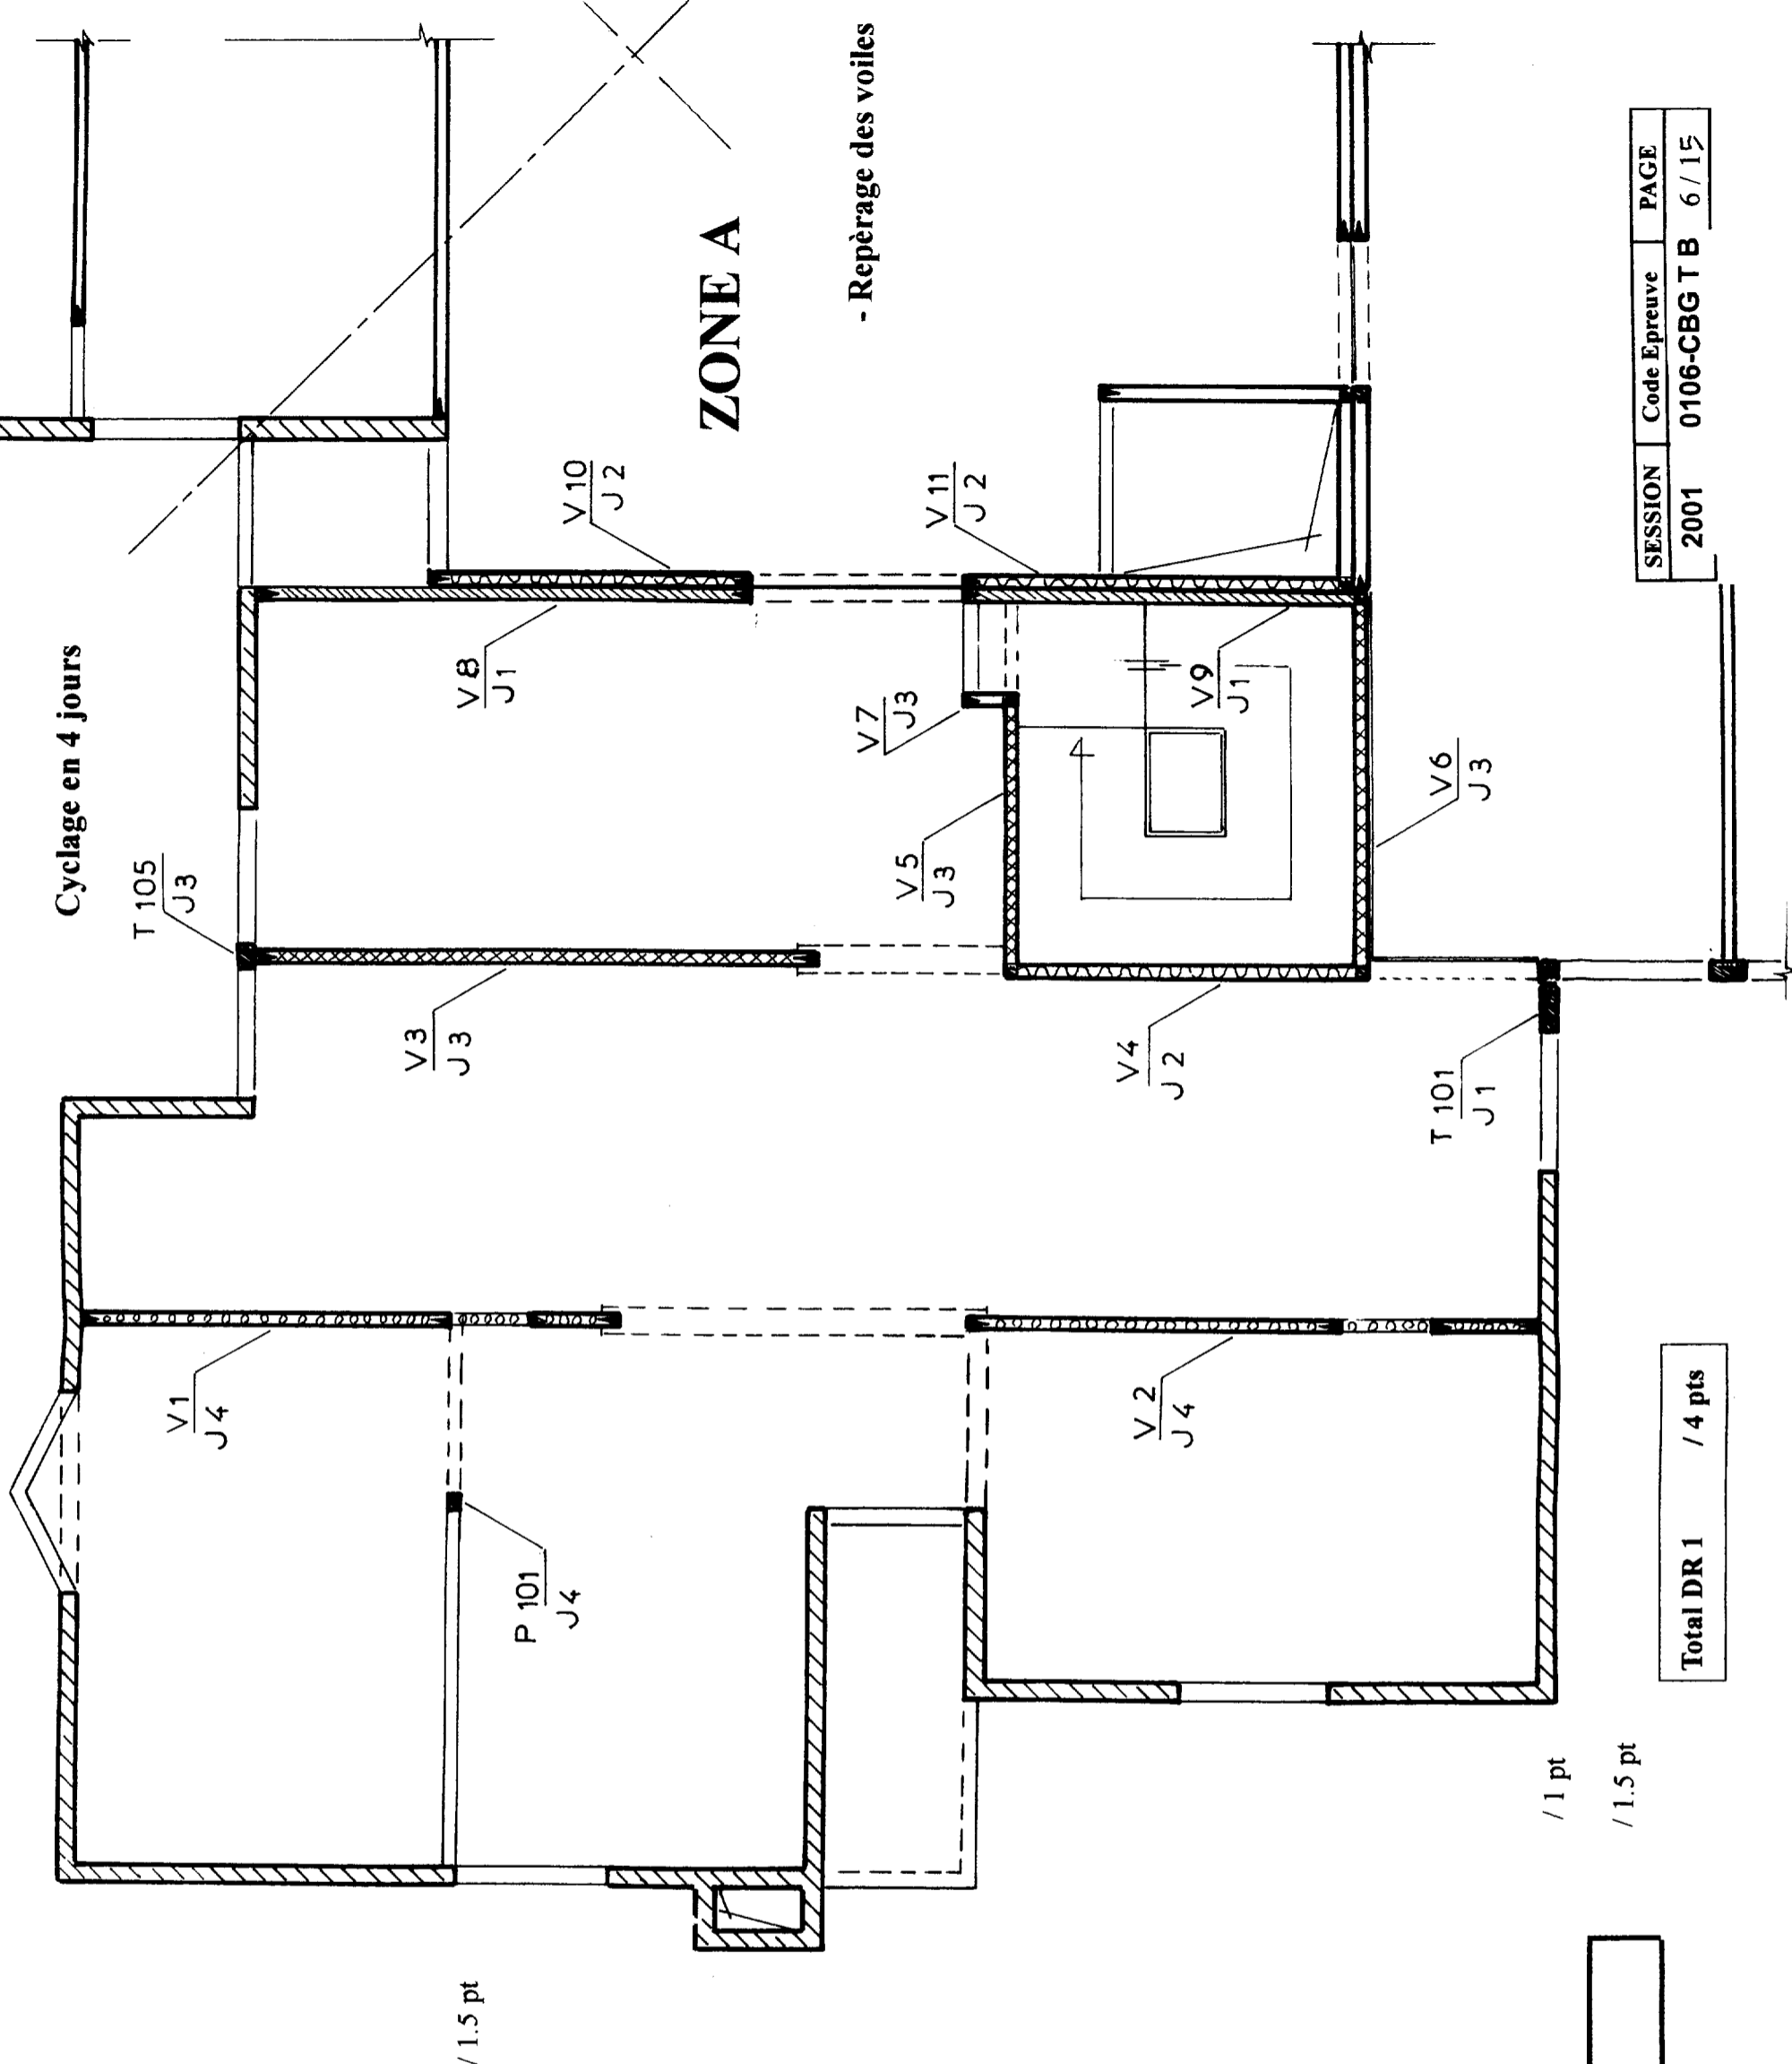 Cyclage en 4 jours
ZONE A
- Repèrage des voiles
T 105
J 3
V 8
J 1
V 10
J 2
V 11
J 2
V 7
J 3
V 9
J 1
V 5
J 3
V 6
J 3
V 3
J 3
V 4
J 2
T 101
J 1
V 1
J 4
V 2
J 4
P 101
J 4
/ 1.5 pt
/ 1 pt
/ 1.5 pt
Total DR 1 / 4 pts
SESSION Code Epreuve PAGE
2001 0106-CBG T B 6 / 15